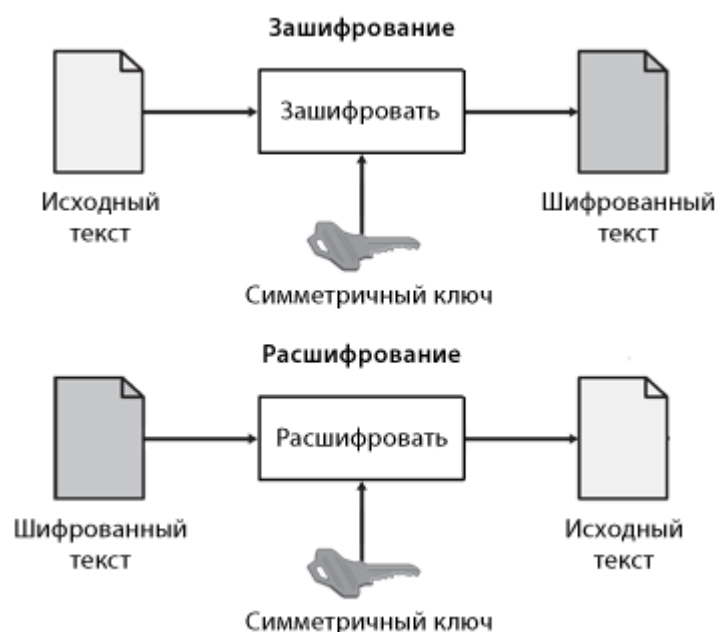 Зашифрование
Зашифровать
Исходный
текст
Шифрованный
текст
Симметричный ключ
Расшифрование
Расшифровать
Шифрованный
текст
Исходный
текст
Симметричный ключ